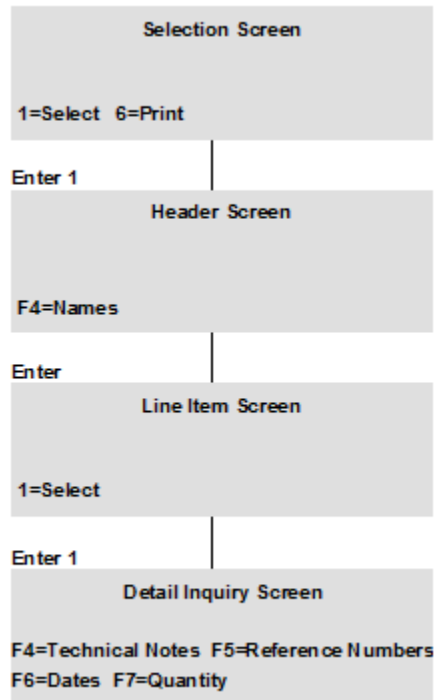 Selection Screen
1=Select 6=Print
Enter 1
Header Screen
F4=Names
Enter
Line Item Screen
1=Select
Enter 1
Detail Inquiry Screen
F4=Technical Notes F5=Reference Numbers
F6=Dates F7=Quantity